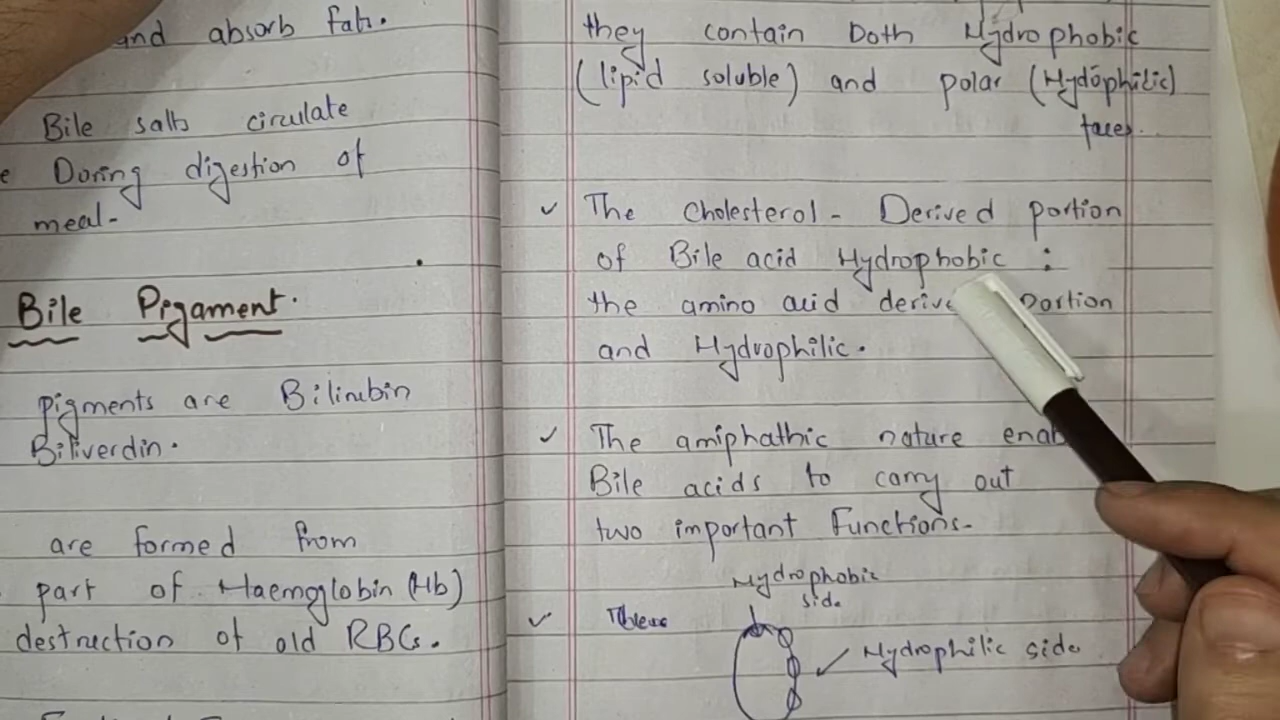 and absorb fats.
Bile salts circulate
e During digestion of
meal-
Bile Pigament.
pigments are Bilirubin
Biliverdin.
are formed from
part of Haemoglobin (Hb)
destruction of old RBCs.
they contain both Hydrophobic
(lipid soluble) and polar (Hydophilic)
faces.
✓ The cholesterol - Derived portion
of Bile acid Hydrophobic :
the amino acid derive portion
and Hydrophilic.
✓ The amiphathic nature enab
Bile acids to carry out
two important Functions-
Hydrophobic
side
✓ These
Hydrophilic side